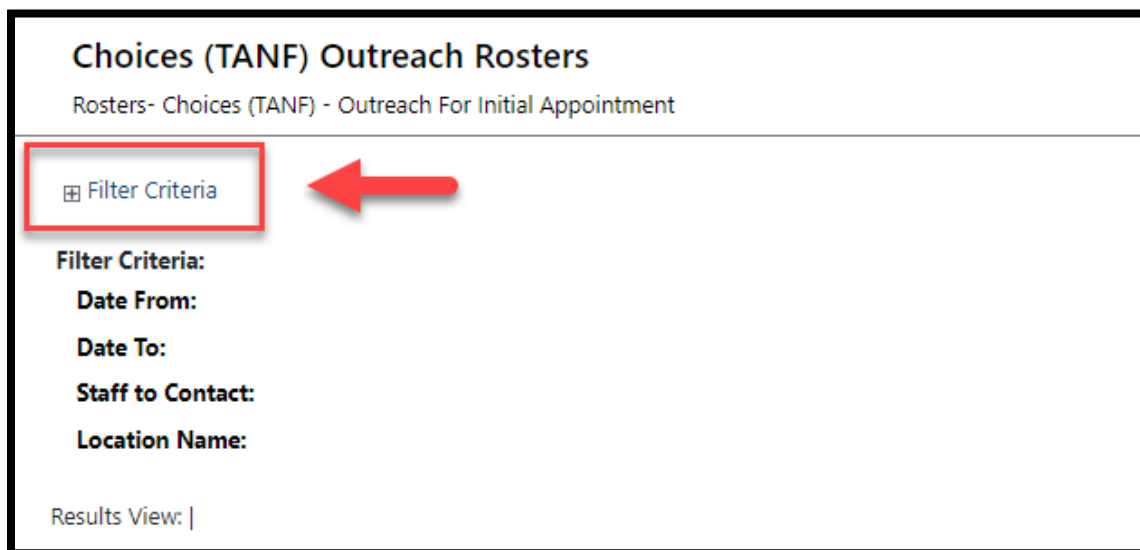 Choices (TANF) Outreach Rosters
Rosters- Choices (TANF) - Outreach For Initial Appointment
Filter Criteria
Filter Criteria:
Date From:
Date To:
Staff to Contact:
Location Name:
Results View: |